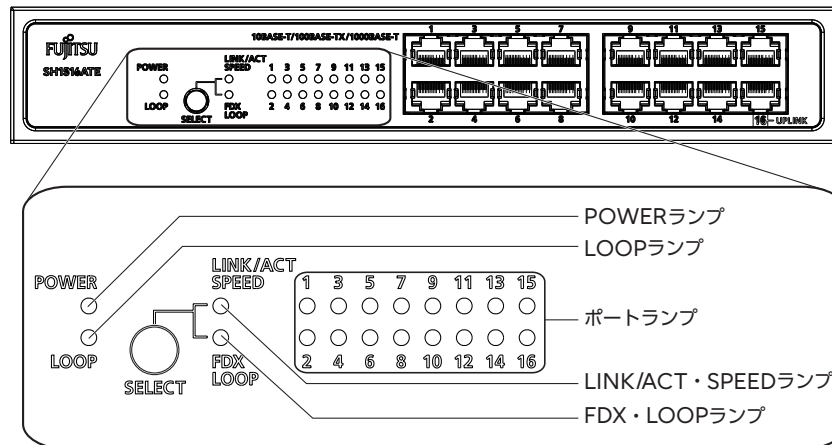 10BASE-T/100BASE-TX/1000BASE-T
1 3 5 7 9 11 13 15
FUJITSU
SH1516ATE
POWER
LOOP
SELECT
LINK/ACT
SPEED
1 3 5 7 9 11 13 15
2 4 6 8 10 12 14 16
FDX
LOOP
2 4 6 8 10 12 14 16 - UPLINK
POWERランプ
LOOPランプ
POWER
LOOP
SELECT
LINK/ACT
SPEED
1 3 5 7 9 11 13 15
2 4 6 8 10 12 14 16
FDX
LOOP
ポートランプ
LINK/ACT・SPEEDランプ
FDX・LOOPランプ